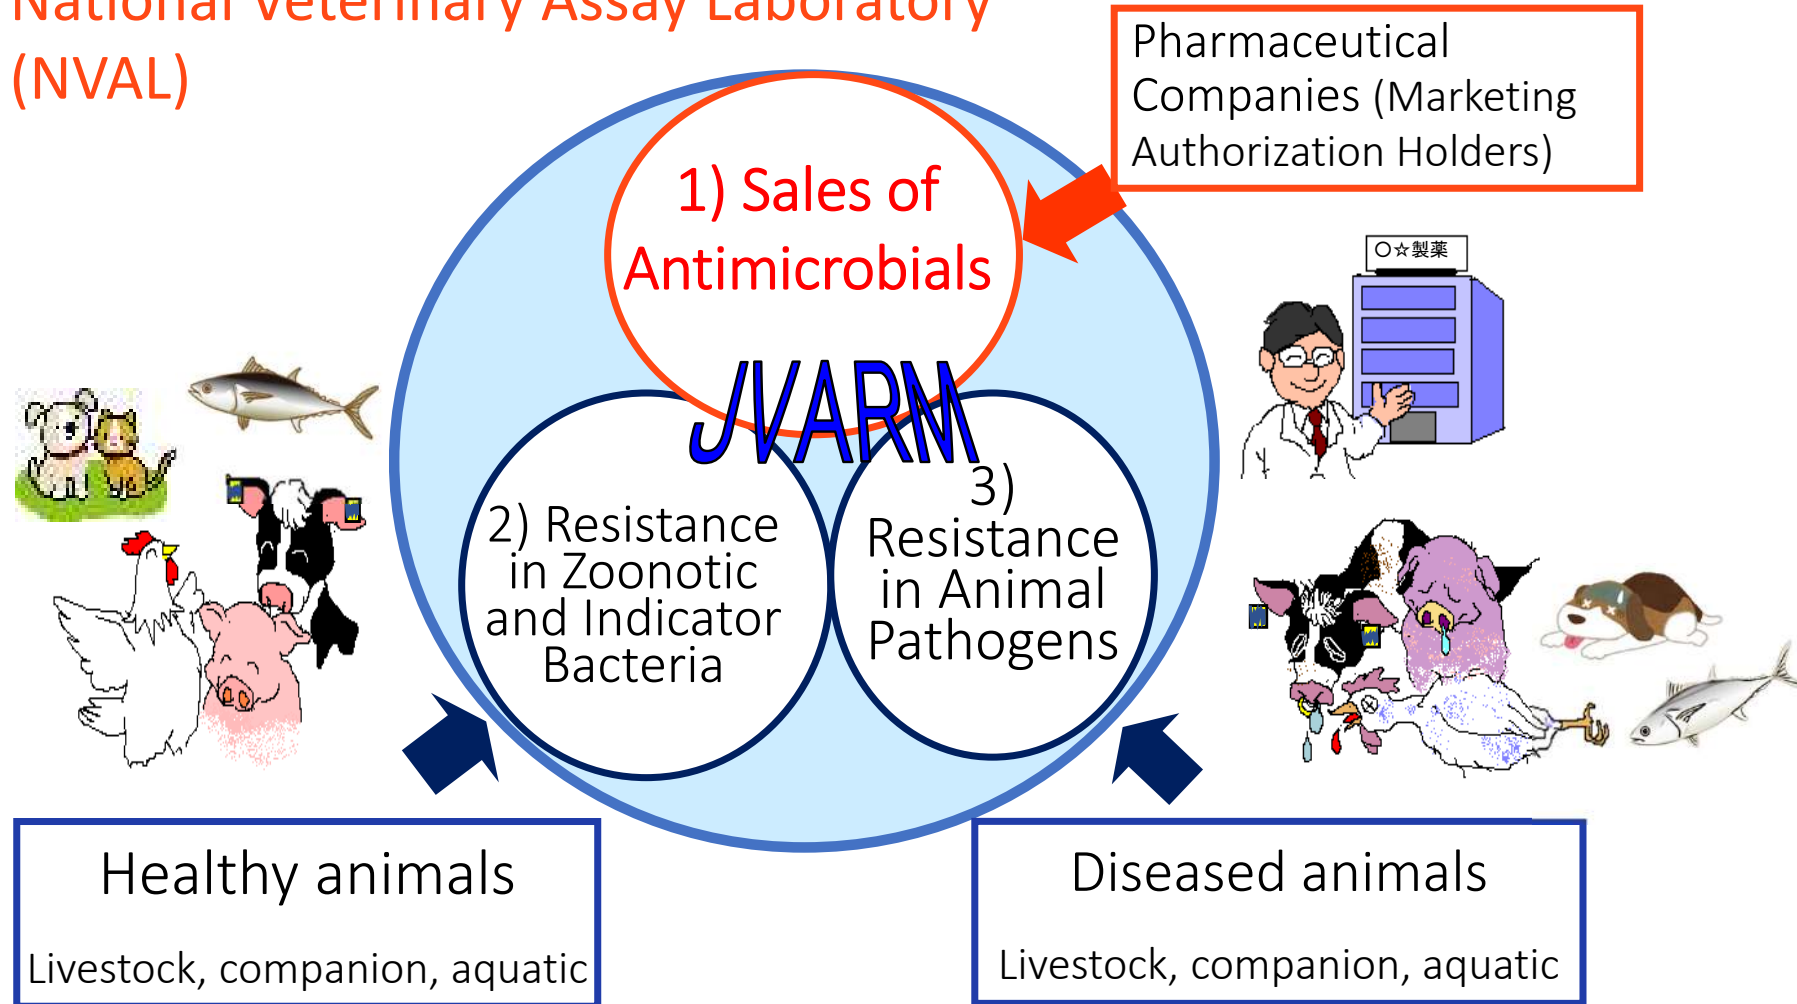 National Veterinary Assay Laboratory
(NVAL)
Pharmaceutical
Companies (Marketing
Authorization Holders)
1) Sales of
Antimicrobials
〇☆製薬
JVARM
2) Resistance
in Zoonotic
and Indicator
Bacteria
3)
Resistance
in Animal
Pathogens
Healthy animals
Livestock, companion, aquatic
Diseased animals
Livestock, companion, aquatic